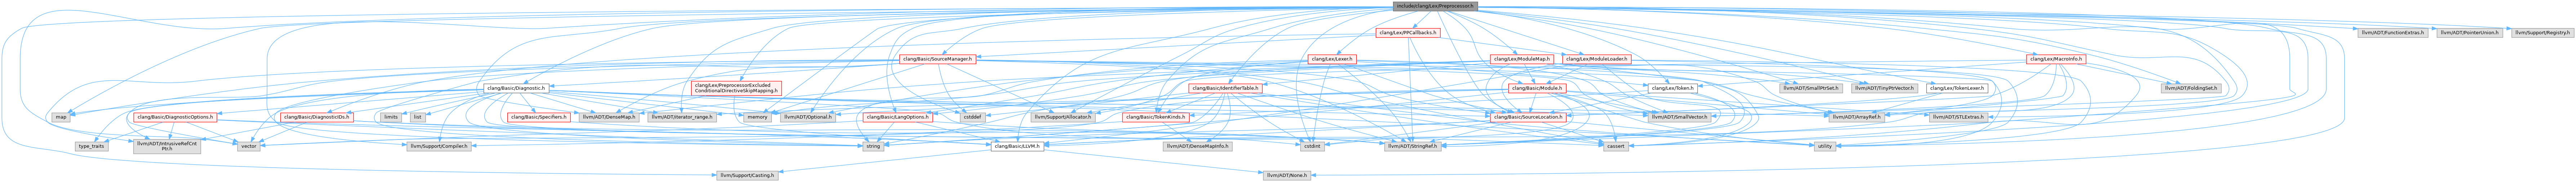 include/clang/Lex/Preprocessor.h
clang/Lex/PPCallbacks.h
llvm/ADT/FunctionExtras.h
llvm/ADT/PointerUnion.h
llvm/Support/Registry.h
clang/Basic/SourceManager.h
clang/Lex/Lexer.h
clang/Lex/ModuleMap.h
clang/Lex/ModuleLoader.h
clang/Lex/MacroInfo.h
clang/Basic/Diagnostic.h
clang/Lex/PreprocessorExcluded
ConditionalDirectiveSkipMapping.h
clang/Basic/IdentifierTable.h
clang/Basic/Module.h
clang/Lex/Token.h
llvm/ADT/SmallPtrSet.h
llvm/ADT/TinyPtrVector.h
clang/Lex/TokenLexer.h
llvm/ADT/FoldingSet.h
map
clang/Basic/DiagnosticOptions.h
clang/Basic/DiagnosticIDs.h
limits
list
clang/Basic/Specifiers.h
llvm/ADT/DenseMap.h
llvm/ADT/iterator_range.h
memory
llvm/ADT/Optional.h
clang/Basic/LangOptions.h
cstddef
llvm/Support/Allocator.h
clang/Basic/TokenKinds.h
clang/Basic/SourceLocation.h
llvm/ADT/SmallVector.h
llvm/ADT/ArrayRef.h
llvm/ADT/STLExtras.h
type_traits
llvm/ADT/IntrusiveRefCnt
Ptr.h
vector
llvm/Support/Compiler.h
string
clang/Basic/LLVM.h
llvm/ADT/DenseMapInfo.h
cstdint
llvm/ADT/StringRef.h
cassert
utility
llvm/Support/Casting.h
llvm/ADT/None.h